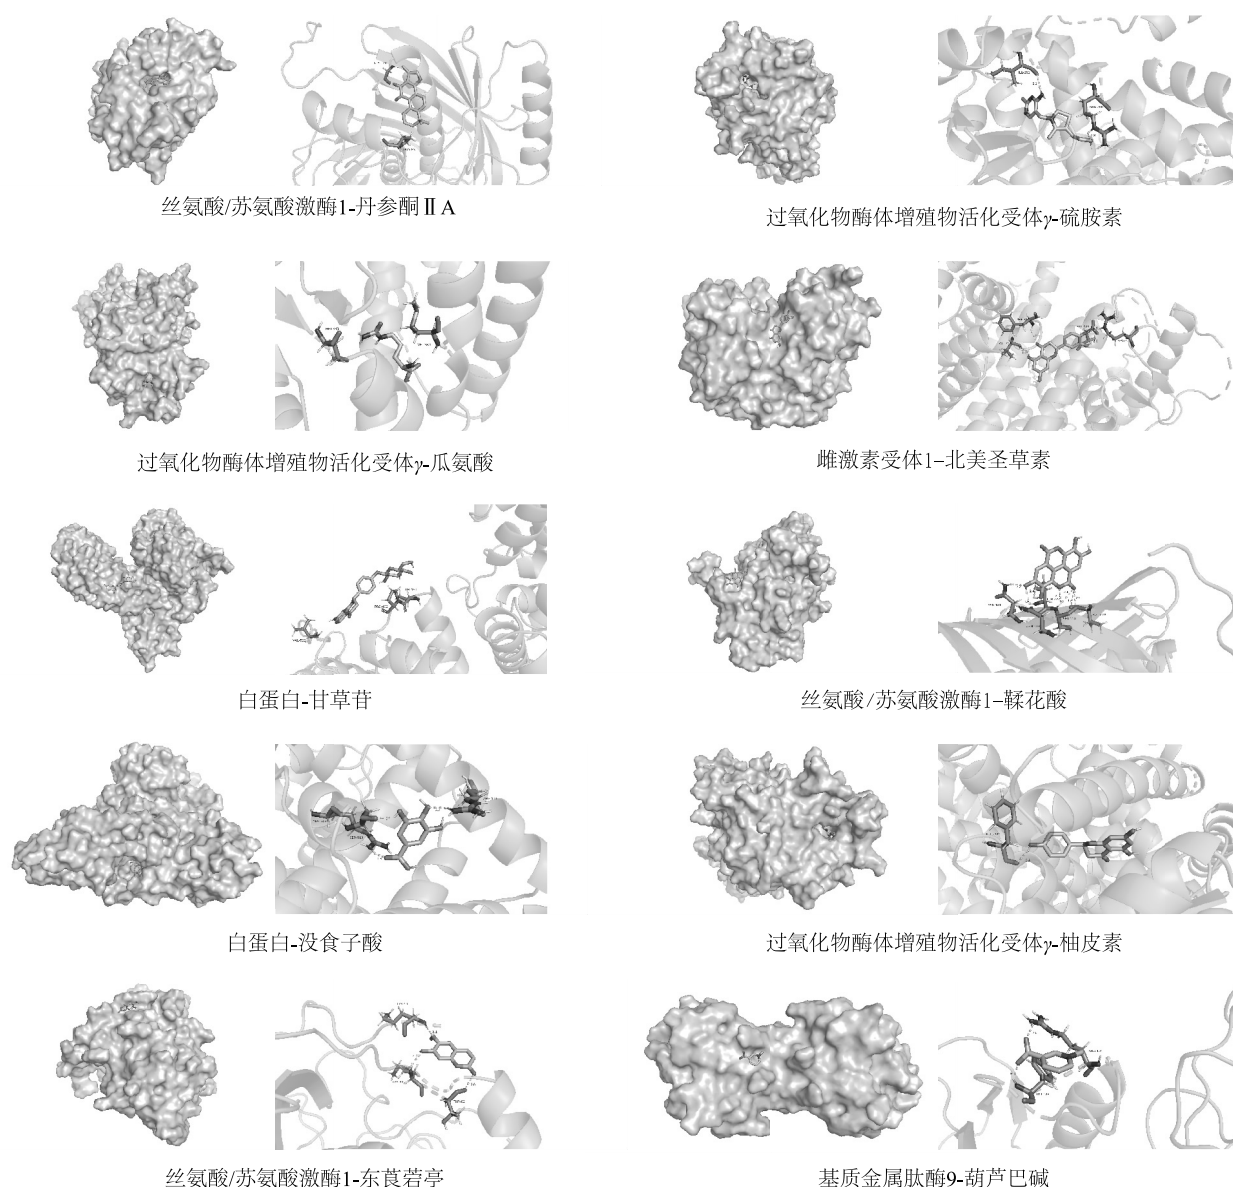 丝氨酸/苏氨酸激酶1-丹参酮ⅡA
过氧化物酶体增殖物活化受体γ-硫胺素
过氧化物酶体增殖物活化受体γ-瓜氨酸
雌激素受体1-北美圣草素
白蛋白-甘草苷
丝氨酸/苏氨酸激酶1-鞣花酸
白蛋白-没食子酸
过氧化物酶体增殖物活化受体γ-柚皮素
丝氨酸/苏氨酸激酶1-东莨菪亭
基质金属肽酶9-葫芦巴碱